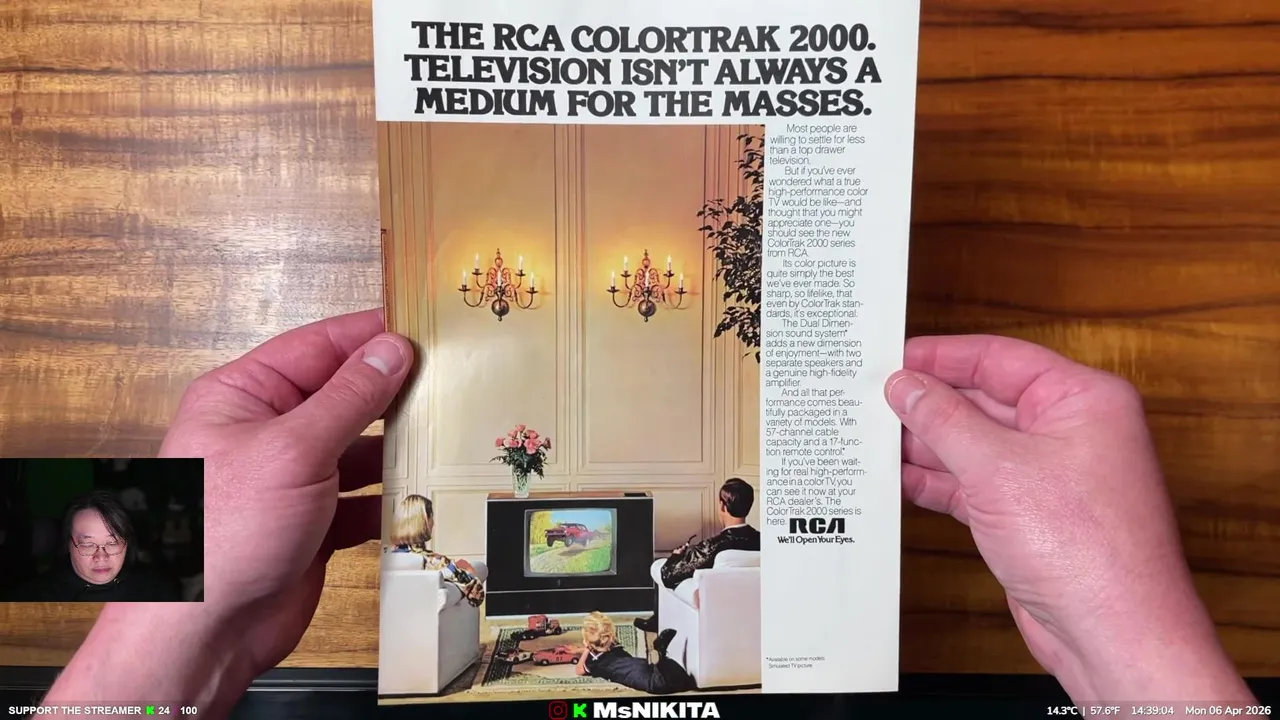 THE RCA COLORTRAK 2000.
TELEVISION ISN'T ALWAYS A
MEDIUM FOR THE MASSES.
Most people are
willing to settle for less
than a top drawer
television.
But if you've ever
wondered what a true
high-performance color
TV would be like—and
thought that you might
appreciate one—you
should see the new
ColorTrak 2000 series
from RCA.
Its color picture is
quite simply the best
we've ever made. So
sharp, so lifelike, that
even by ColorTrak stan-
dards, it's exceptional.
The Dual Dimen-
sion sound system*
adds a new dimension
of enjoyment—with two
separate speakers and
a genuine high-fidelity
amplifier.
And all that per-
formance comes beau-
tifully packaged in a
variety of models. With
57-channel cable
capacity and a 17-func-
tion remote control.*
If you've been wait-
ing for real high-perform-
ance in a color TV, you
can see it now at your
RCA dealer's. The
ColorTrak 2000 series is
here.
RCA
We'll Open Your Eyes.
*Available on some models
Simulated TV picture
SUPPORT THE STREAMER K 24 100
K MsNIKITA
14.3°C | 57.6°F 14:39:04 Mon 06 Apr 2026